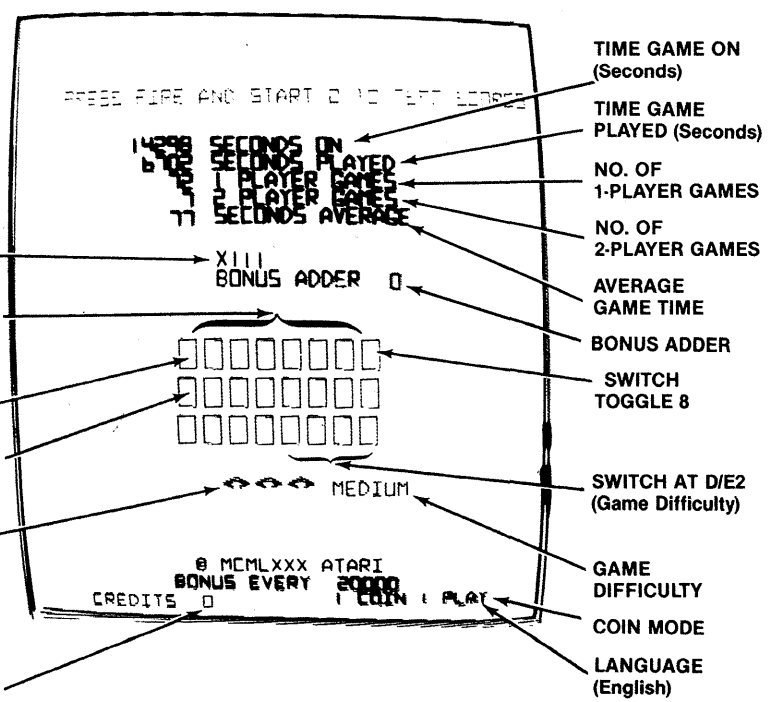 TIME GAME ON
(Seconds)
PRESS FIRE AND START 2 TO TEST
TIME GAME
PLAYED (Seconds)
14298 SECONDS ON
SECONDS PLAYED
1 PLAYER GAMES
2 PLAYER GAMES
77 SECONDS AVERAGE
NO. OF
1-PLAYER GAMES
NO. OF
2-PLAYER GAMES
XIII
BONUS ADDER 0
AVERAGE
GAME TIME
BONUS ADDER
SWITCH
TOGGLE 8
MEDIUM
SWITCH AT D/E2
(Game Difficulty)
@ MCMLXXX ATARI
BONUS EVERY 20000
CREDITS 0 1 COIN 1 PLAY
GAME
DIFFICULTY
COIN MODE
LANGUAGE
(English)